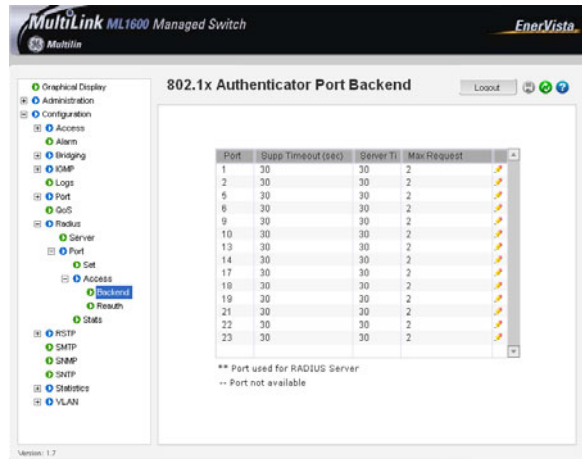 MultiLink ML1600 Managed Switch
EnerVista
Multilin
Graphical Display
Administration
Configuration
Access
Alarm
Bridging
IGMP
Logs
Port
QoS
Radius
Server
Port
Set
Access
Backend
Reauth
Stats
RSTP
SMTP
SNMP
SNTP
Statistics
VLAN
802.1x Authenticator Port Backend
Logout
Port Supp Timeout (sec) Server Ti Max Request
1 30 30 2
2 30 30 2
5 30 30 2
6 30 30 2
9 30 30 2
10 30 30 2
13 30 30 2
14 30 30 2
17 30 30 2
18 30 30 2
19 30 30 2
21 30 30 2
22 30 30 2
23 30 30 2
** Port used for RADIUS Server
-- Port not available
Version: 1.7